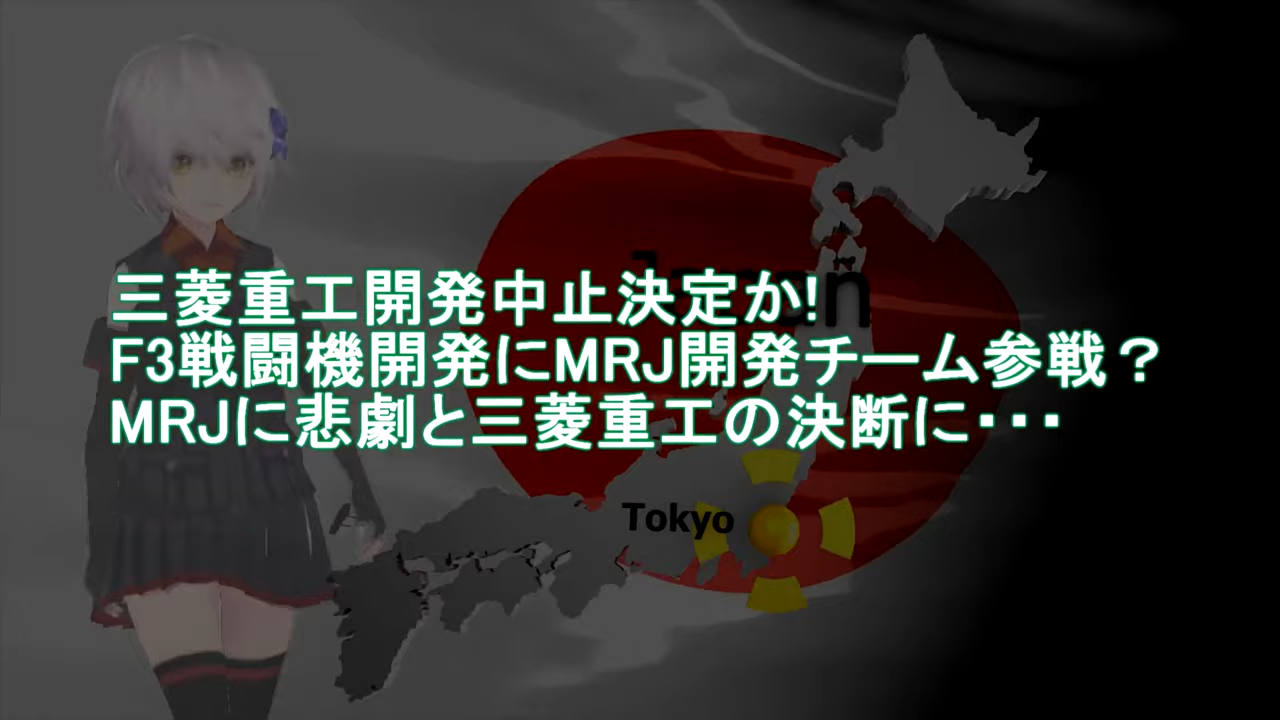 三菱重工開発中止決定か!
F3戦闘機開発にMRJ開発チーム参戦？
MRJに悲劇と三菱重工の決断に・・・
Japan
Tokyo